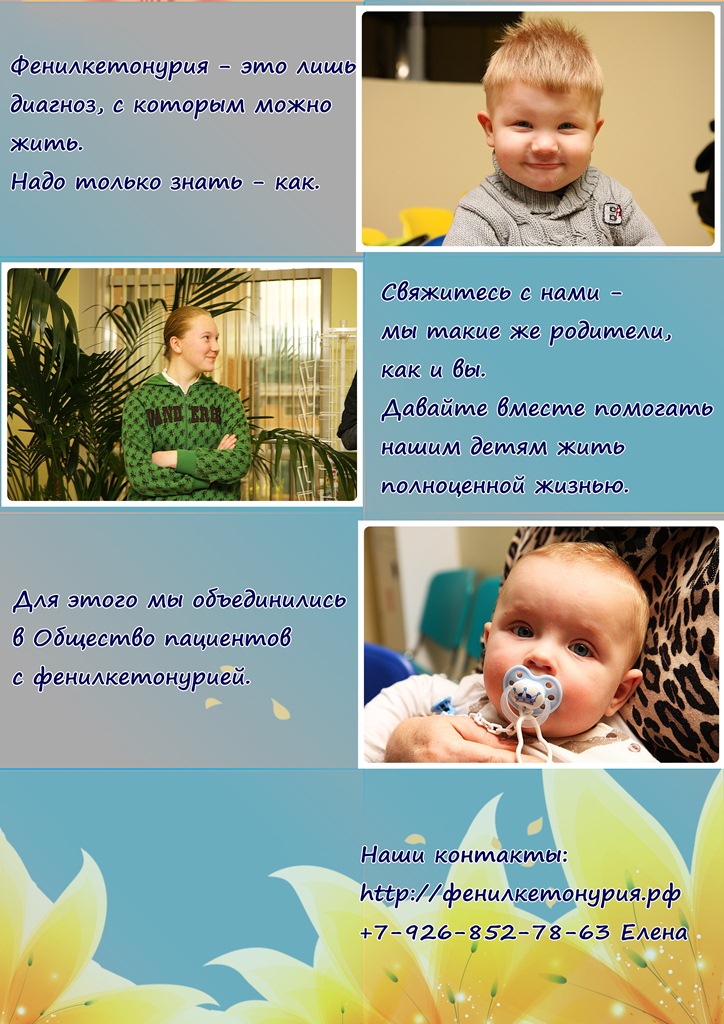 Фенилкетонурия - это лишь
диагноз, с которым можно
жить.
Надо только знать - как.
B
Свяжитесь с нами -
мы такие же родители,
как и вы.
Давайте вместе помогать
нашим детям жить
полноценной жизнью.
Для этого мы объединились
в Общество пациентов
с фенилкетонурией.
Наши контакты:
http://фенилкетонурия.рф
+7-926-852-78-63 Елена